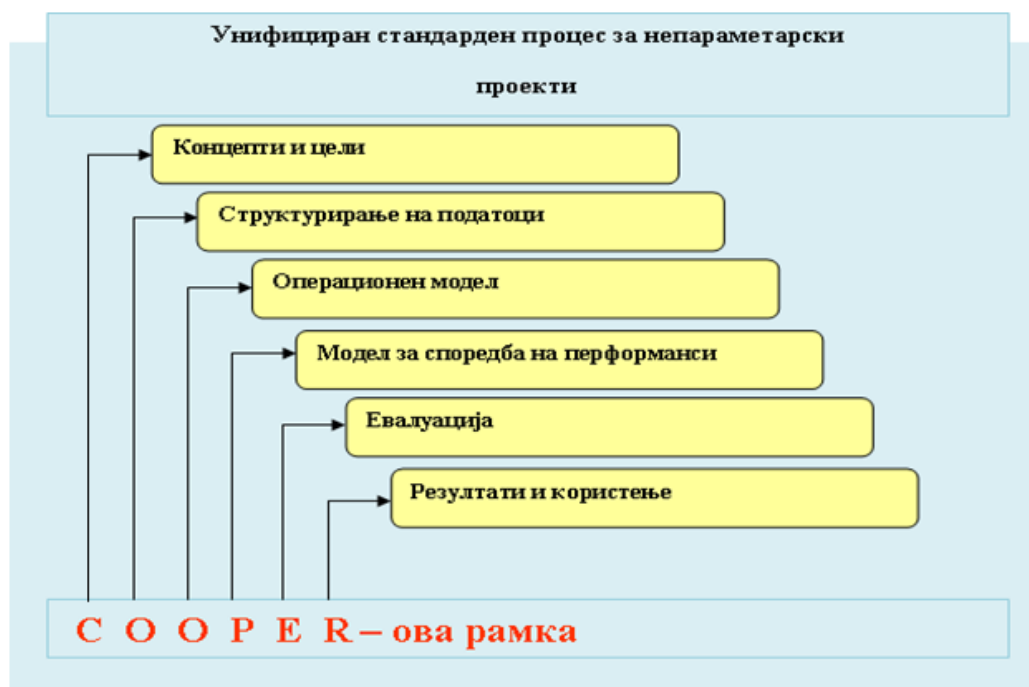 Унифициран стандарден процес за непараметарски
проекти
Концепти и цели
Структурирање на податоци
Операционен модел
Модел за споредба на перформанси
Евалуација
Резултати и користење
C O O P E R – ова рамка